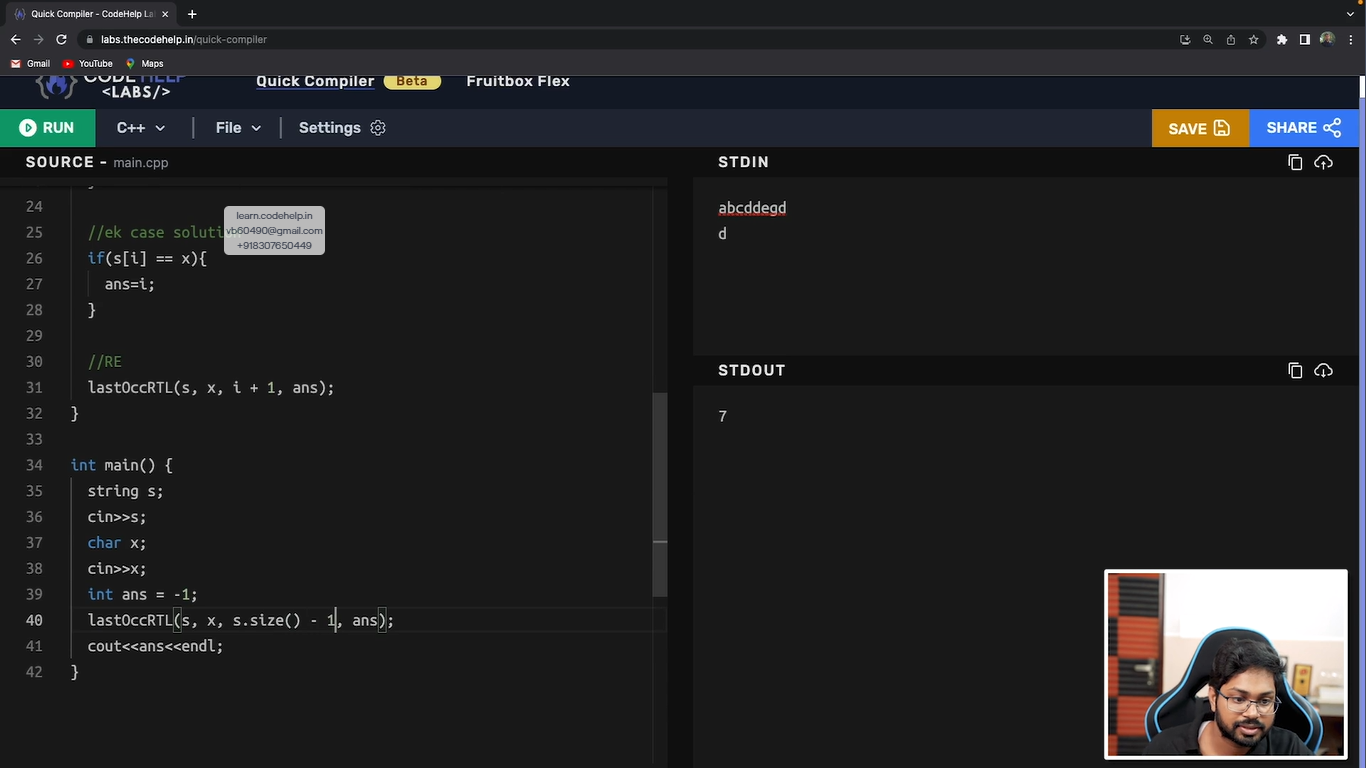 Quick Compiler - CodeHelp La
labs.thecodehelp.in/quick-compiler
Gmail YouTube Maps
CODE HELP
<LABS/>
Quick Compiler Beta Fruitbox Flex
RUN C++ File Settings SAVE SHARE
SOURCE - main.cpp
24
25 //ek case soluti
26 if(s[i] == x){
27 ans=i;
28 }
29
30 //RE
31 lastOccRTL(s, x, i + 1, ans);
32 }
33
34 int main() {
35 string s;
36 cin>>s;
37 char x;
38 cin>>x;
39 int ans = -1;
40 lastOccRTL(s, x, s.size() - 1, ans);
41 cout<<ans<<endl;
42 }
learn.codehelp.in
vb60490@gmail.com
+918307650449
STDIN
abcddegd
d
STDOUT
7